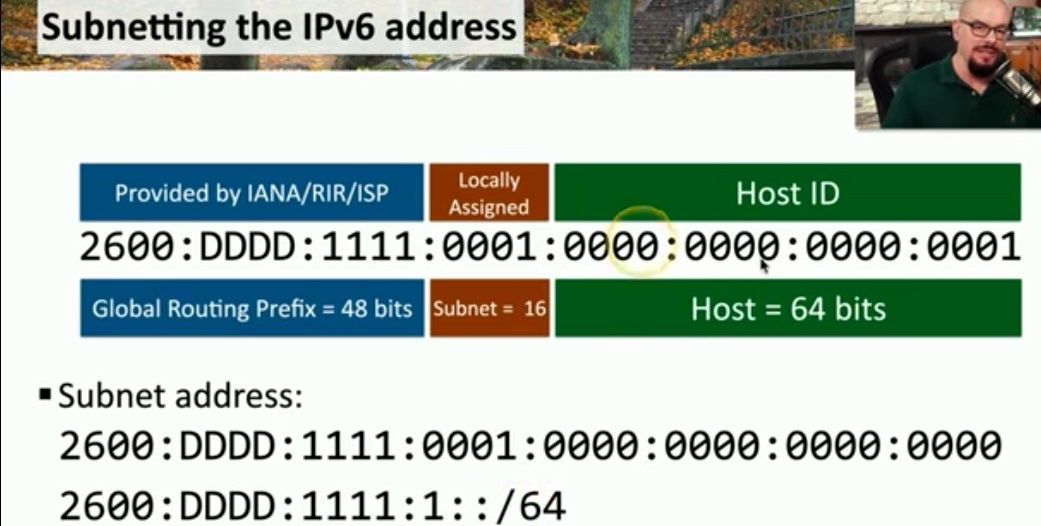 Subnetting the IPv6 address
Provided by IANA/RIR/ISP
Locally
Assigned
Host ID
2600:DDDD:1111:0001:0000:0000:0000:0001
Global Routing Prefix = 48 bits
Subnet = 16
Host = 64 bits
▪ Subnet address:
2600:DDDD:1111:0001:0000:0000:0000:0000
2600:DDDD:1111:1::/64